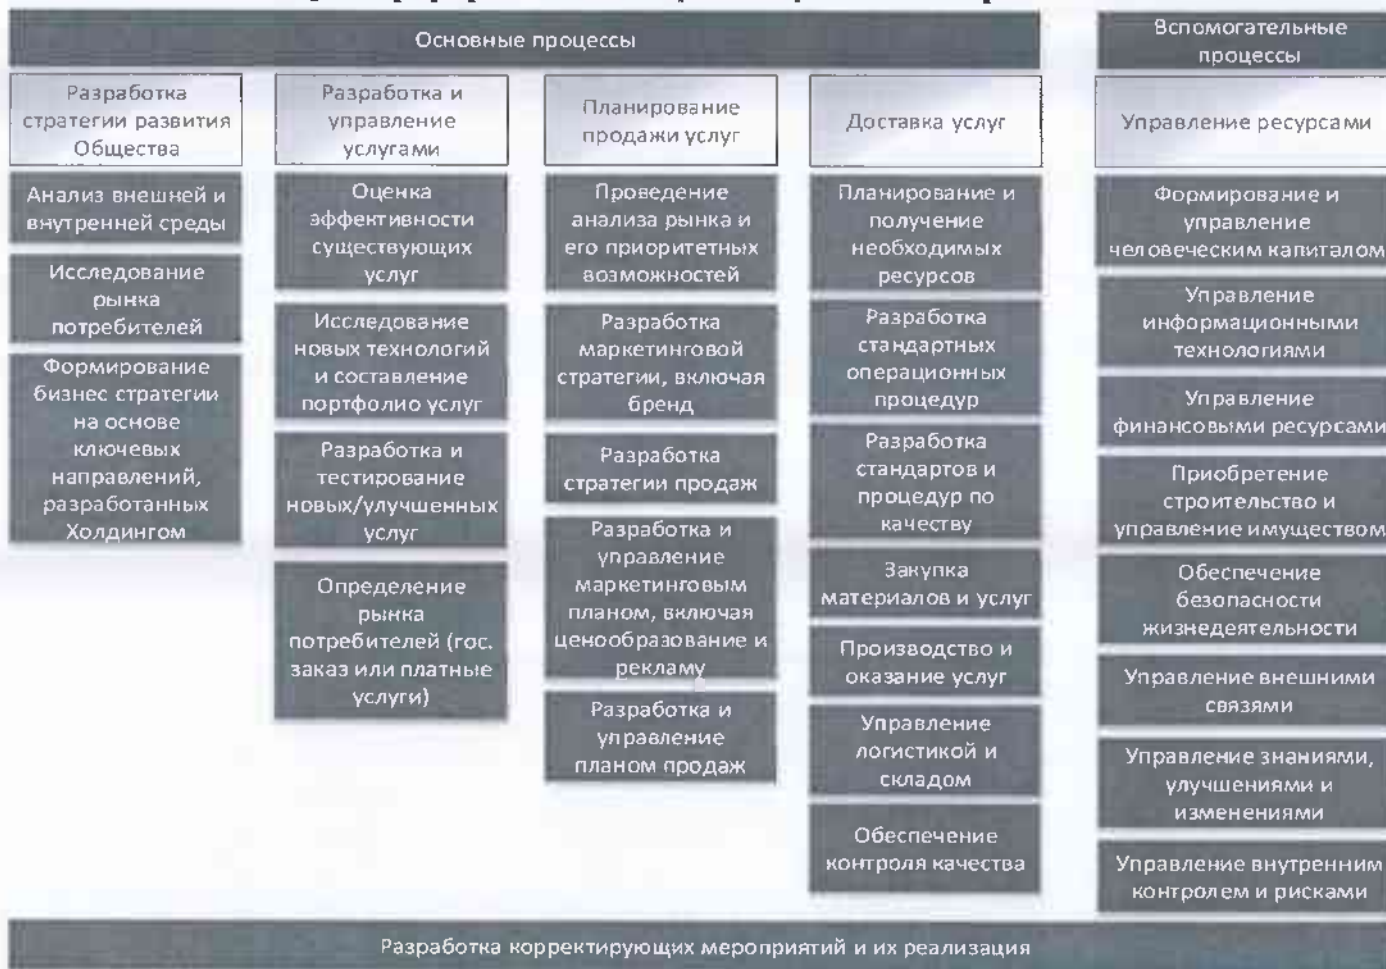 Основные процессы
Вспомогательные
процессы
Разработка
стратегии развития
Общества
Анализ внешней и
внутренней среды
Исследование
рынка
потребителей
Формирование
бизнес стратегии
на основе
ключевых
направлений,
разработанных
Холдингом
Разработка и
управление
услугами
Оценка
эффективности
существующих
услуг
Исследование
новых технологий
и составление
портфолио услуг
Разработка и
тестирование
новых/улучшенных
услуг
Определение
рынка
потребителей (гос.
заказ или платные
услуги)
Планирование
продажи услуг
Проведение
анализа рынка и
его приоритетных
возможностей
Разработка
маркетинговой
стратегии, включая
бренд
Разработка
стратегии продаж
Разработка и
управление
маркетинговым
планом, включая
ценообразование и
рекламу
Разработка и
управление
планом продаж
Доставка услуг
Планирование и
получение
необходимых
ресурсов
Разработка
стандартных
операционных
процедур
Разработка
стандартов и
процедур по
качеству
Закупка
материалов и услуг
Производство и
оказание услуг
Управление
логистикой и
складом
Обеспечение
контроля качества
Управление ресурсами
Формирование и
управление
человеческим капиталом
Управление
информационными
технологиями
Управление
финансовыми ресурсами
Приобретение
строительство и
управление имуществом
Обеспечение
безопасности
жизнедеятельности
Управление внешними
связями
Управление знаниями,
улучшениями и
изменениями
Управление внутренним
контролем и рисками
Разработка корректирующих мероприятий и их реализация